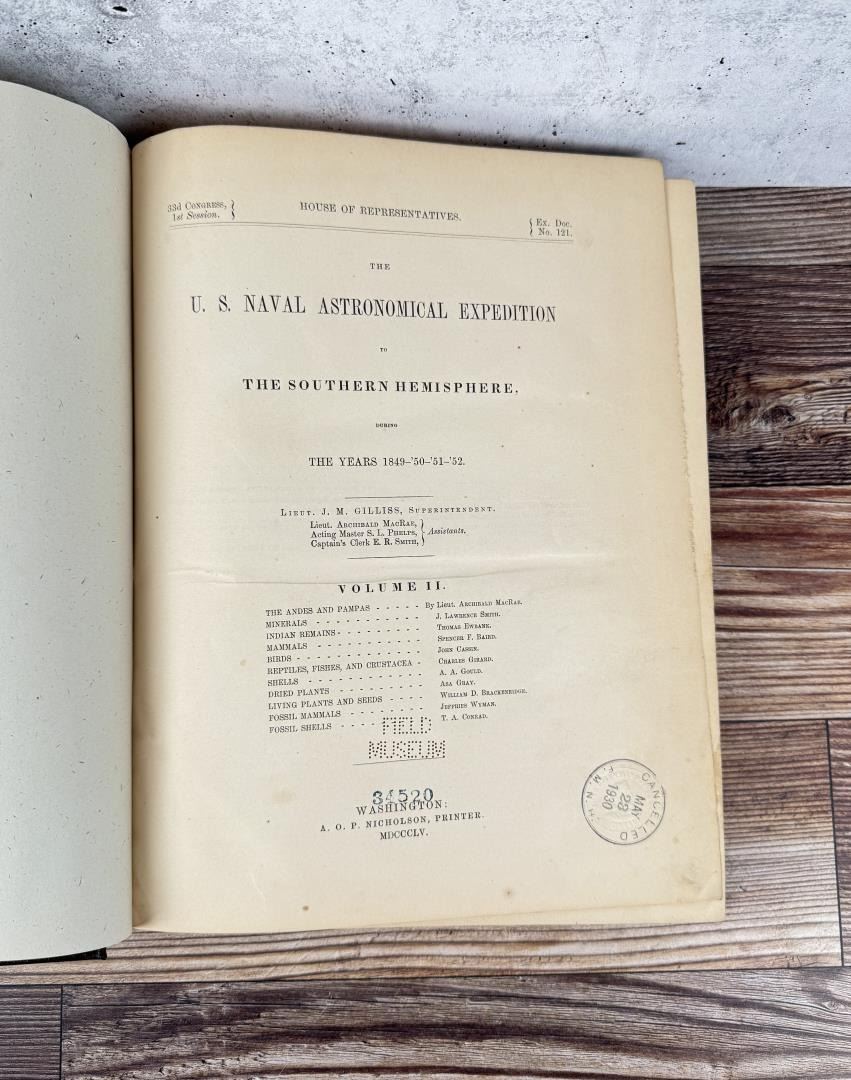 33d Congress,
1st Session.
HOUSE OF REPRESENTATIVES.
Ex. Doc.
No. 121.
THE
U. S. NAVAL ASTRONOMICAL EXPEDITION
TO
THE SOUTHERN HEMISPHERE,
DURING
THE YEARS 1849-'50-'51-'52.
Lieut. J. M. GILLISS, Superintendent.
Lieut. Archibald MacRae,
Acting Master S. L. Phelps,
Captain's Clerk E. R. Smith,
Assistants.
VOLUME II.
THE ANDES AND PAMPAS - - - - - By Lieut. Archibald MacRae.
MINERALS - - - - - - - - - - - J. Lawrence Smith.
INDIAN REMAINS - - - - - - - - - Thomas Ewbank.
MAMMALS - - - - - - - - - - - Spencer F. Baird.
BIRDS - - - - - - - - - - - - John Cassin.
REPTILES, FISHES, AND CRUSTACEA - Charles Girard.
SHELLS - - - - - - - - - - - - A. A. Gould.
DRIED PLANTS - - - - - - - - - Asa Gray.
LIVING PLANTS AND SEEDS - - - - William D. Brackenridge.
FOSSIL MAMMALS - - - - - - - - Jeffries Wyman.
FOSSIL SHELLS - - - - T. A. Conrad.
FIELD
MUSEUM
34520
WASHINGTON:
A. O. P. NICHOLSON, PRINTER.
MDCCCLV.
CANCELLED
MAY
28
1930
F. M. N. H.